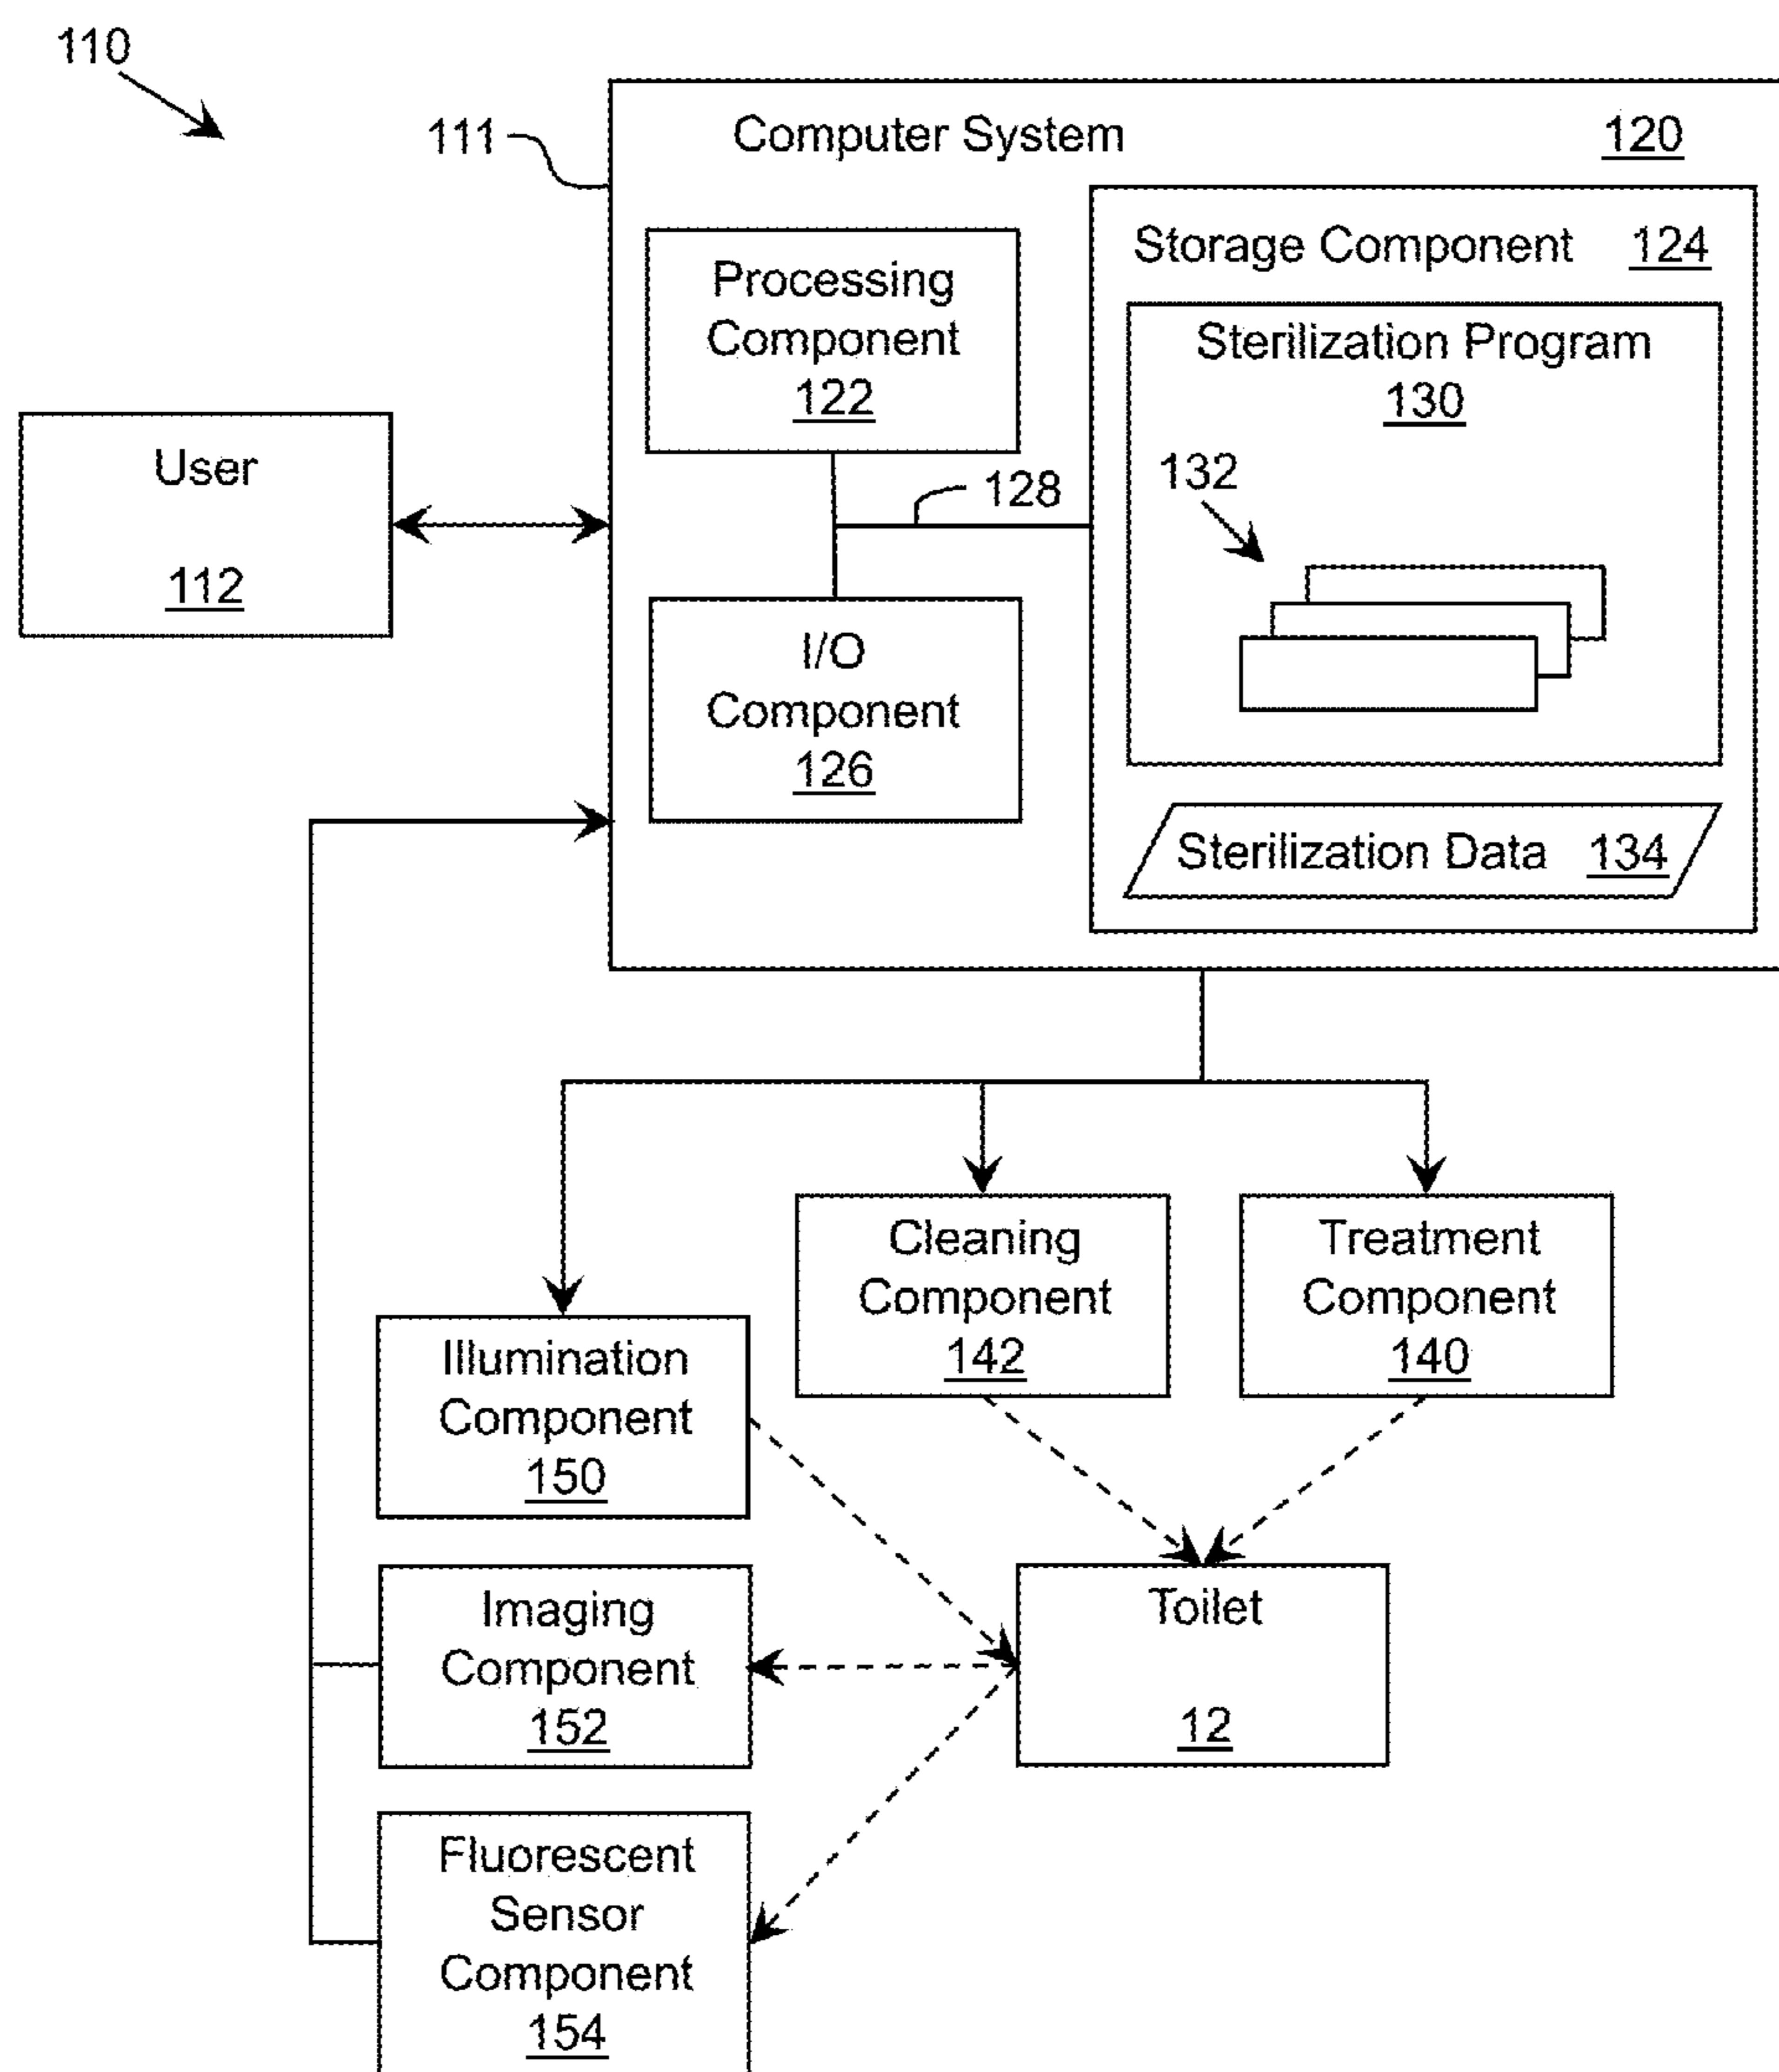 110
111
Computer System 120
Processing
Component
122
Storage Component 124
Sterilization Program
130
132
128
User
112
I/O
Component
126
Sterilization Data 134
Cleaning
Component
142
Treatment
Component
140
Illumination
Component
150
Imaging
Component
152
Toilet
12
Fluorescent
Sensor
Component
154